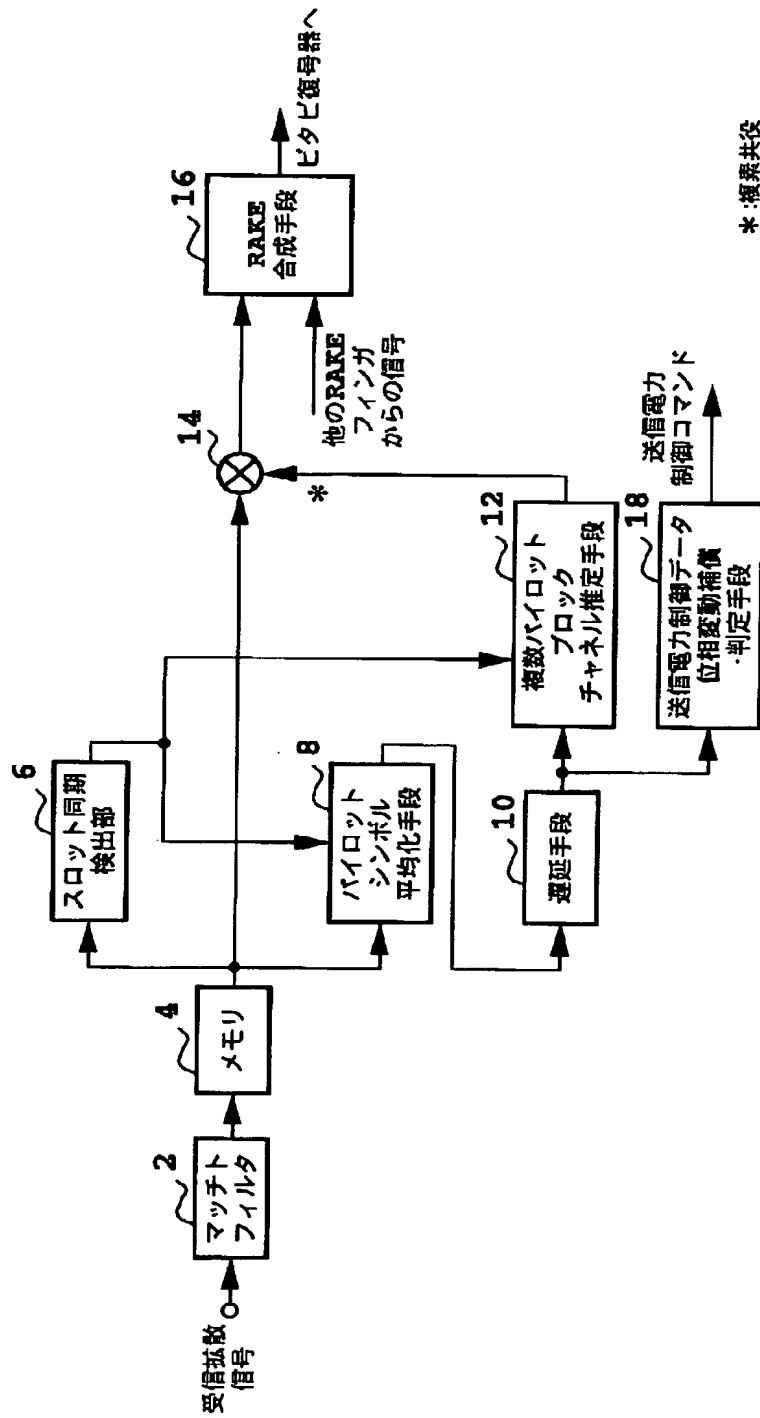 受信拡散
信号
2
マッチト
フィルタ
4
メモリ
6
スロット同期
検出部
8
パイロット
シンボル
平均化手段
10
遅延手段
12
複数パイロット
ブロック
チャネル推定手段
14
*
16
RAKE
合成手段
他のRAKE
フィンガ
からの信号
ビタビ復号器へ
18
送信電力制御データ
位相変動補償
・判定手段
送信電力
制御コマンド
*:複素共役